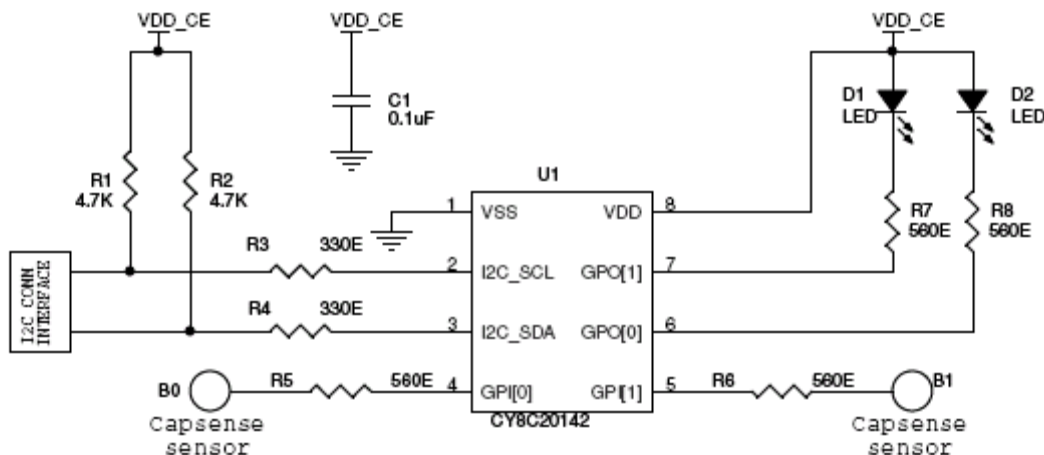 VDD_CE
VDD_CE
VDD_CE
C1
0.1uF
D1
LED
D2
LED
R1
4.7K
R2
4.7K
U1
1
VSS
VDD
8
R7
560E
R8
560E
R3
330E
2
I2C_SCL
GPO[1]
7
I2C CONN
INTERFACE
R4
330E
3
I2C_SDA
GPO[0]
6
B0
R5
560E
4
GPI[0]
GPI[1]
5
R6
560E
B1
CY8C20142
Capsense
sensor
Capsense
sensor